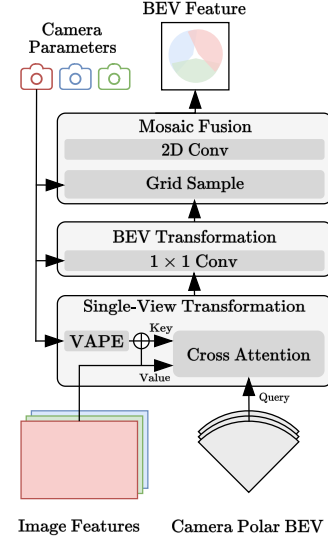 BEV Feature
Camera
Parameters
Mosaic Fusion
2D Conv
Grid Sample
BEV Transformation
1 × 1 Conv
Single-View Transformation
VAPE
Key
Cross Attention
Value
Query
Image Features
Camera Polar BEV